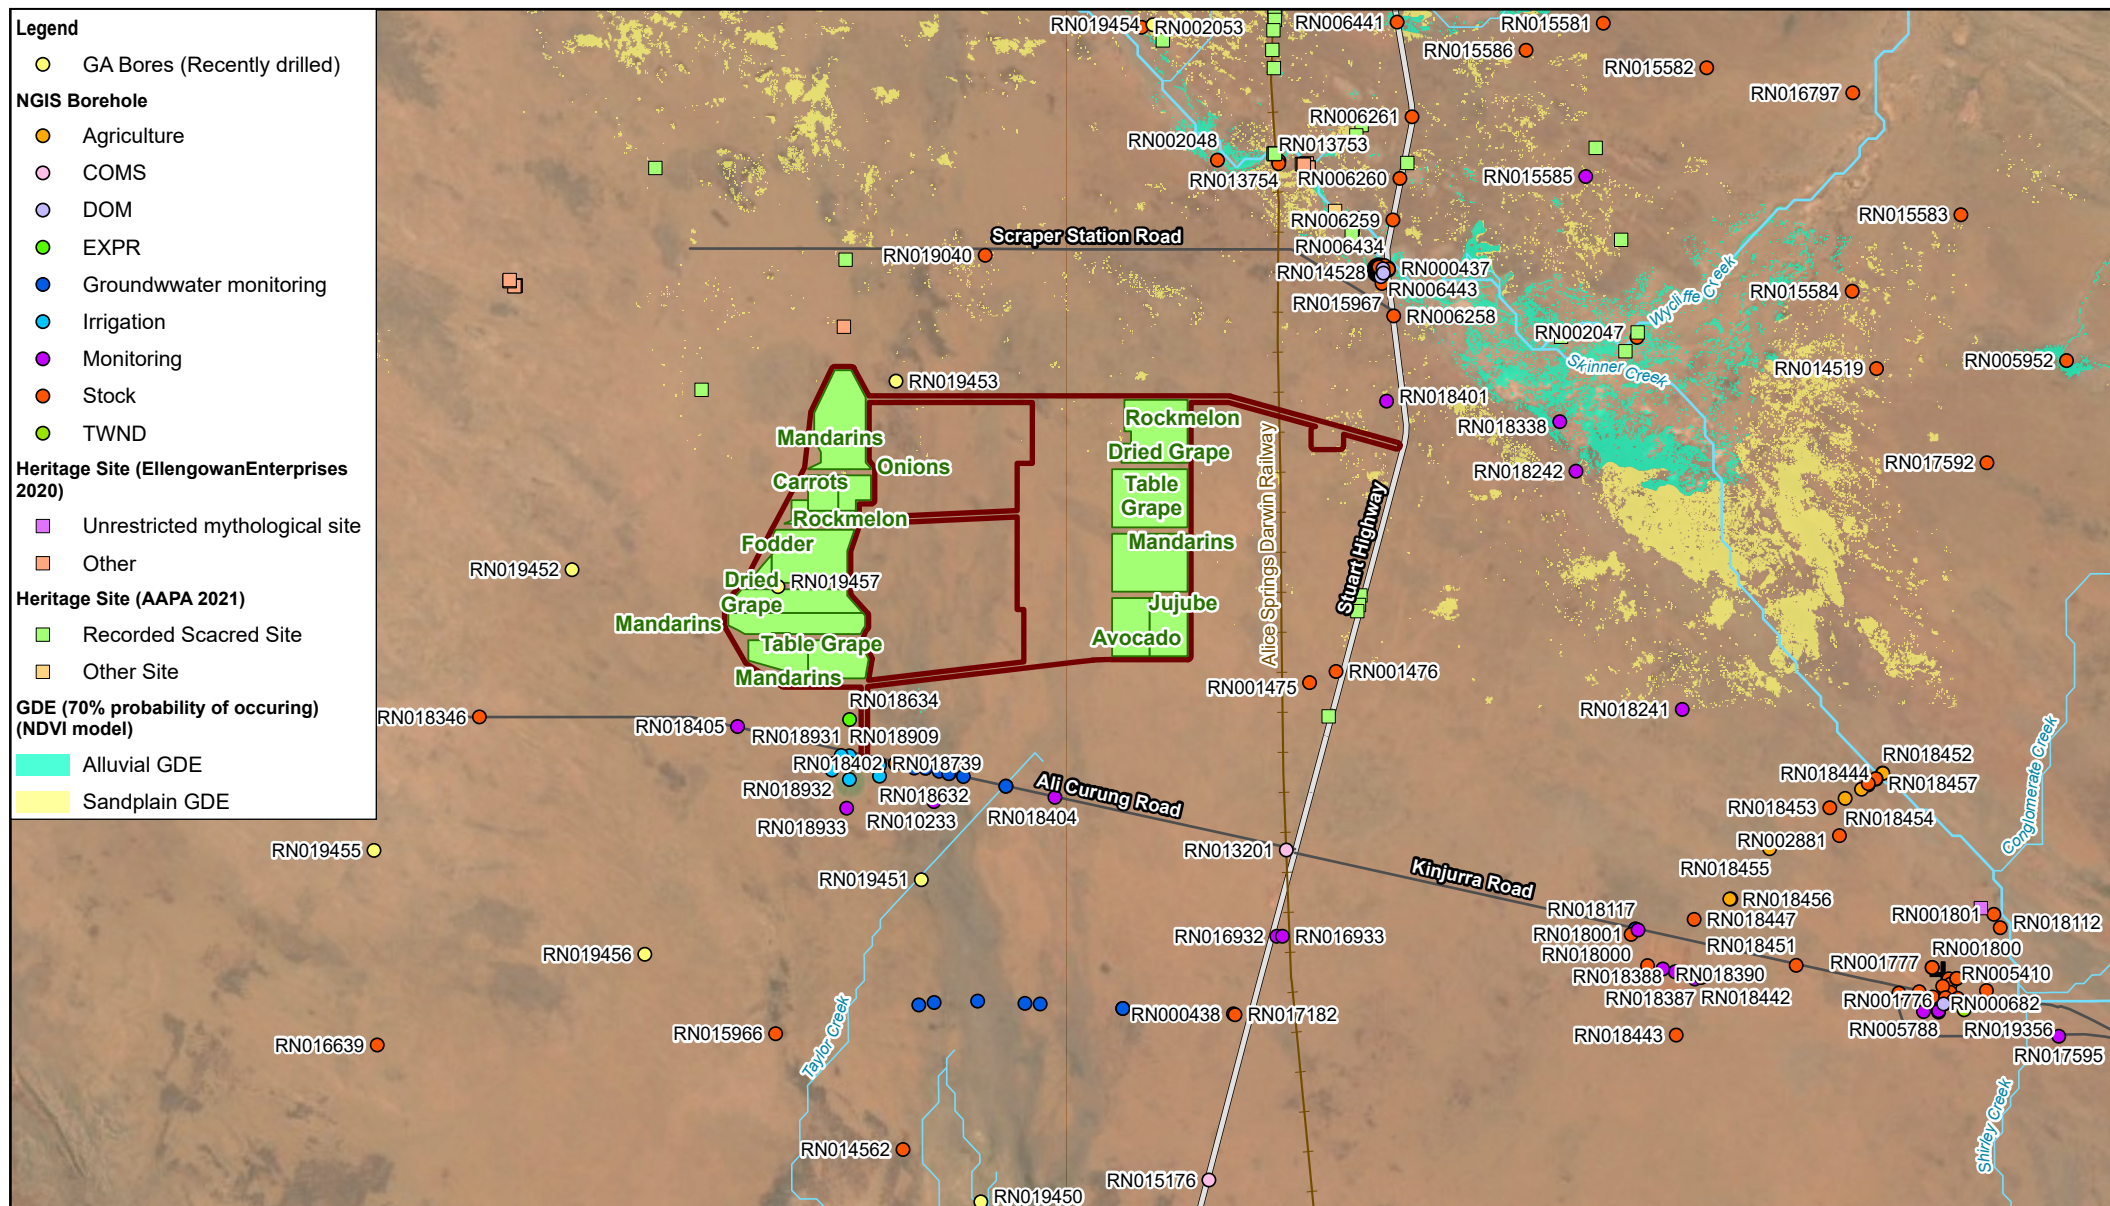 Legend
GA Bores (Recently drilled)
NGIS Borehole
Agriculture
COMS
DOM
EXPR
Groundwwater monitoring
Irrigation
Monitoring
Stock
TWND
Heritage Site (EllengowanEnterprises
2020)
Unrestricted mythological site
Other
Heritage Site (AAPA 2021)
Recorded Scacred Site
Other Site
GDE (70% probability of occuring)
(NDVI model)
Alluvial GDE
Sandplain GDE
RN019454
RN002053
RN006441
RN015581
RN015586
RN015582
RN016797
RN006261
RN002048
RN013753
RN013754
RN006260
RN015585
RN015583
RN006259
Scraper Station Road
RN006434
RN019040
RN014528
RN000437
RN006443
RN015967
RN006258
RN015584
Wycliffe Creek
RN002047
Skinner Creek
RN014519
RN005952
RN019453
RN018401
RN018338
RN018242
RN017592
Rockmelon
Dried Grape
Table
Grape
Mandarins
Jujube
Avocado
Mandarins
Onions
Carrots
Rockmelon
Fodder
Dried
Grape
RN019457
Mandarins
Table Grape
Mandarins
RN019452
Alice Springs Darwin Railway
Stuart Highway
RN001475
RN001476
RN018241
RN018634
RN018346
RN018405
RN018931
RN018909
RN018402
RN018739
RN018932
RN018632
RN018933
RN010233
RN018404
Ali Curung Road
RN018452
RN018444
RN018457
RN018453
RN018454
RN002881
RN018455
RN018456
Conglomerate Creek
RN019455
RN019451
RN013201
Kinjurra Road
RN018117
RN018447
RN018001
RN018451
RN018000
RN018388
RN018390
RN018387
RN018442
RN018443
RN001801
RN018112
RN001800
RN001777
RN005410
RN001776
RN000682
RN005788
RN019356
RN017595
RN016932
RN016933
RN019456
RN000438
RN017182
RN015966
RN016639
Taylor Creek
RN014562
RN019450
RN015176
Shirley Creek